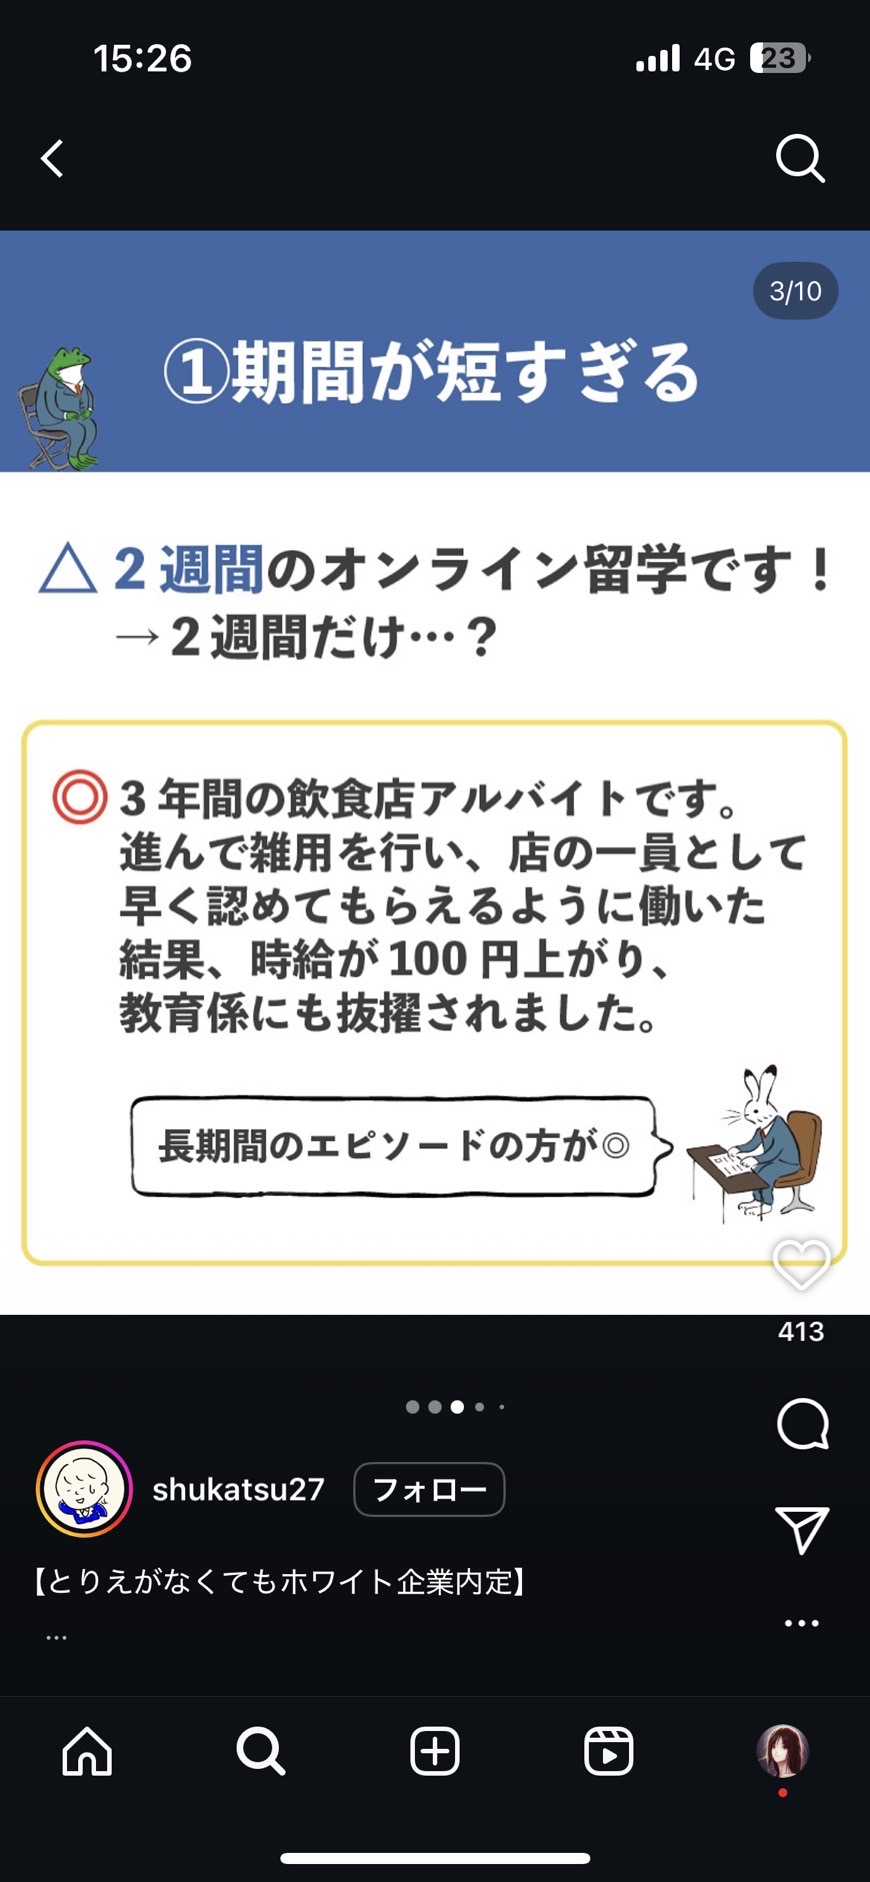 15:26
4G
23
3/10
①期間が短すぎる
△ 2週間のオンライン留学です！
→2週間だけ…？
◎ 3年間の飲食店アルバイトです。
進んで雑用を行い、店の一員として
早く認めてもらえるように働いた
結果、時給が100円上がり、
教育係にも抜擢されました。
長期間のエピソードの方が◎
413
shukatsu27
フォロー
【とりえがなくてもホワイト企業内定】
...